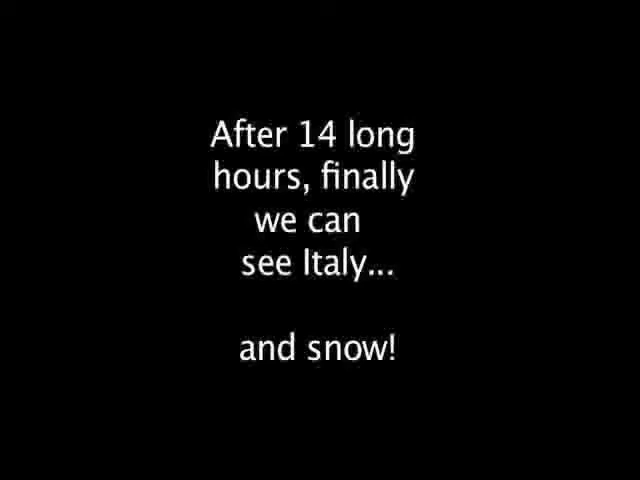 After 14 long
hours, finally
we can
see Italy...
and snow!